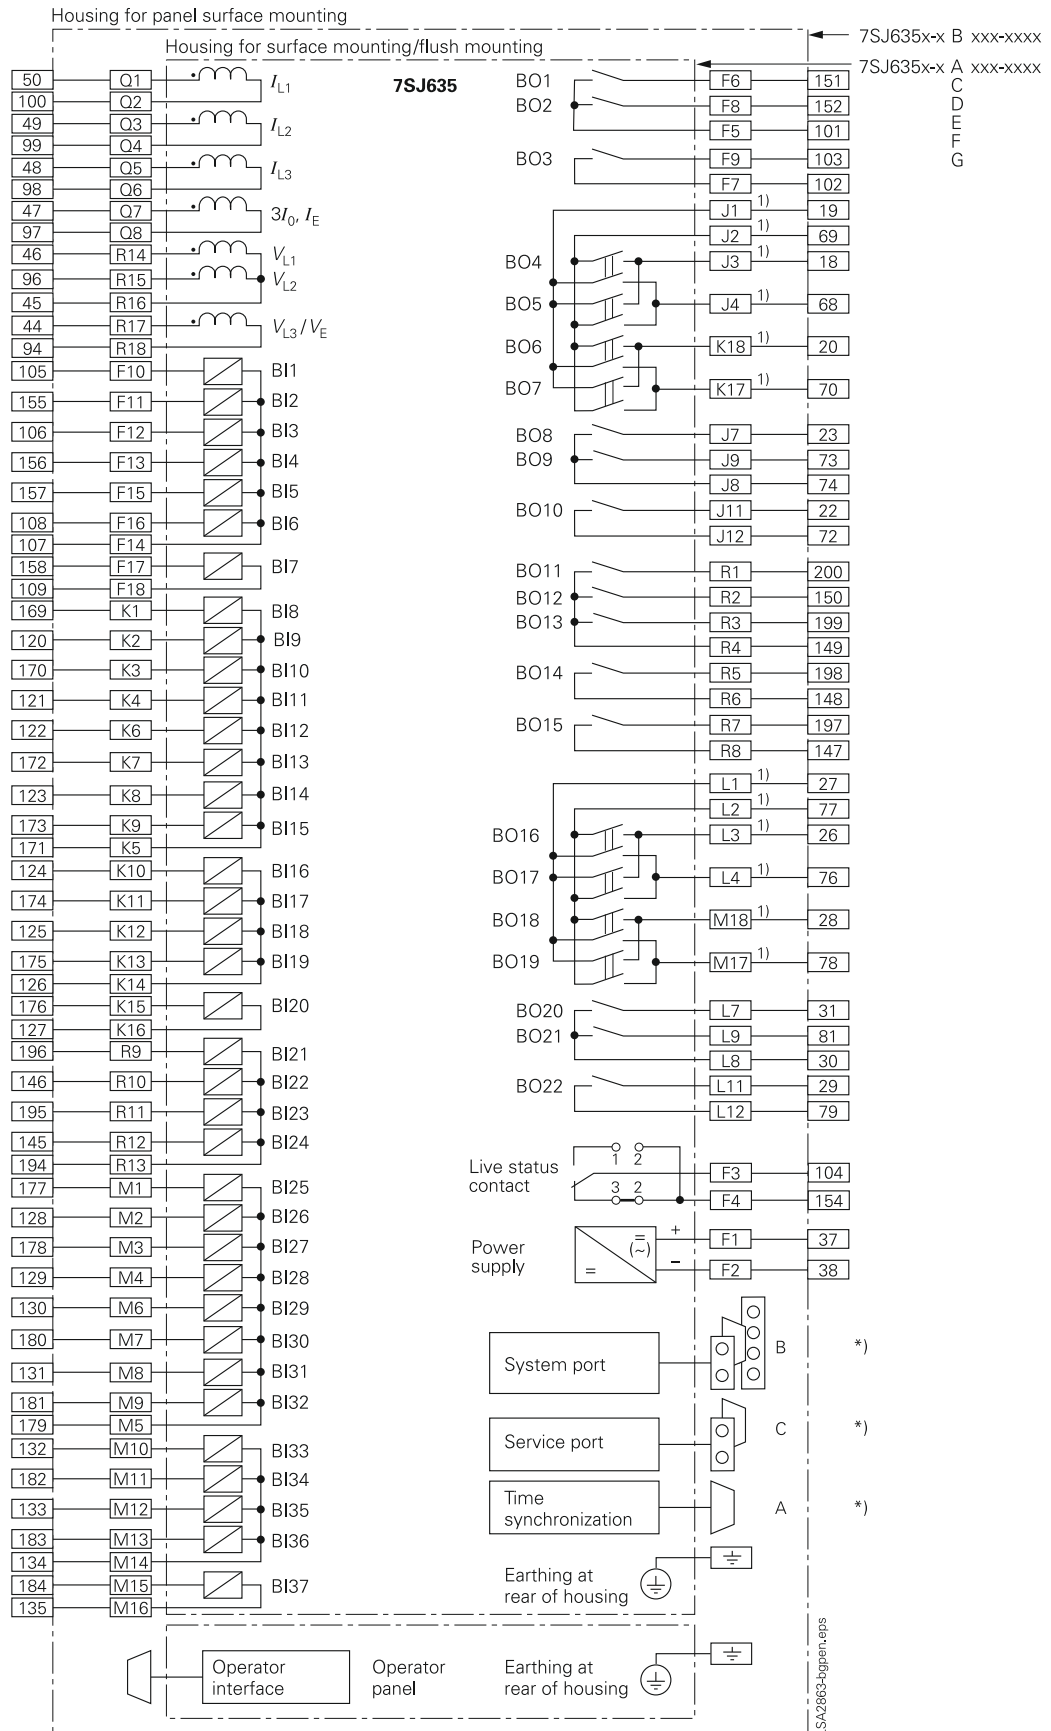 Housing for panel surface mounting
7SJ635x-x B xxx-xxxx
Housing for surface mounting/flush mounting
7SJ635x-x A xxx-xxxx
C
D
E
F
G
7SJ635
50 Q1 IL1
100 Q2
49 Q3 IL2
99 Q4
48 Q5 IL3
98 Q6
47 Q7 3I0, IE
97 Q8
46 R14 VL1
96 R15 VL2
45 R16
44 R17 VL3/VE
94 R18
105 F10 BI1
155 F11 BI2
106 F12 BI3
156 F13 BI4
157 F15 BI5
108 F16 BI6
107 F14
158 F17 BI7
109 F18
169 K1 BI8
120 K2 BI9
170 K3 BI10
121 K4 BI11
122 K6 BI12
172 K7 BI13
123 K8 BI14
173 K9 BI15
171 K5
124 K10 BI16
174 K11 BI17
125 K12 BI18
175 K13 BI19
126 K14
176 K15 BI20
127 K16
196 R9 BI21
146 R10 BI22
195 R11 BI23
145 R12 BI24
194 R13
177 M1 BI25
128 M2 BI26
178 M3 BI27
129 M4 BI28
130 M6 BI29
180 M7 BI30
131 M8 BI31
181 M9 BI32
179 M5
132 M10 BI33
182 M11 BI34
133 M12 BI35
183 M13 BI36
134 M14
184 M15 BI37
135 M16
BO1 F6 151
BO2 F8 152
F5 101
BO3 F9 103
F7 102
J1 1) 19
J2 1) 69
BO4 J3 1) 18
BO5 J4 1) 68
BO6 K18 1) 20
BO7 K17 1) 70
BO8 J7 23
BO9 J9 73
J8 74
BO10 J11 22
J12 72
BO11 R1 200
BO12 R2 150
BO13 R3 199
R4 149
BO14 R5 198
R6 148
BO15 R7 197
R8 147
L1 1) 27
L2 1) 77
BO16 L3 1) 26
BO17 L4 1) 76
BO18 M18 1) 28
BO19 M17 1) 78
BO20 L7 31
BO21 L9 81
L8 30
BO22 L11 29
L12 79
Live status
contact
1 2
3 2
F3 104
F4 154
Power
supply
= (~) =
+ F1 37
− F2 38
System port B *)
Service port C *)
Time
synchronization A *)
Earthing at
rear of housing
Operator
interface
Operator
panel
Earthing at
rear of housing
SA2863-bgpen.eps